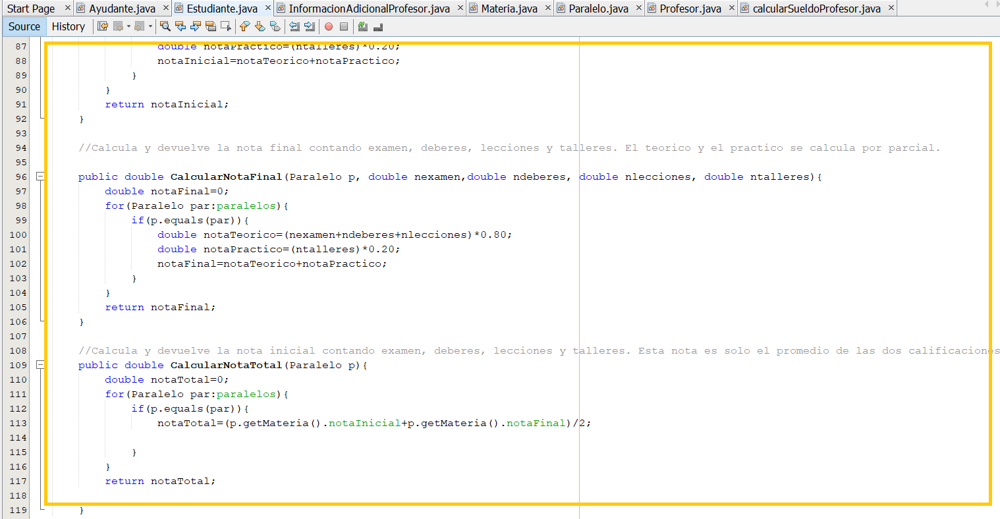 Start Page × Ayudante.java × Estudiante.java × InformacionAdicionalProfesor.java × Materia.java × Paralelo.java × Profesor.java × calcularSueldoProfesor.java ×
Source History
87 double notaPractico=(ntalleres)*0.20;
88 notaInicial=notaTeorico+notaPractico;
89 }
90 }
91 return notaInicial;
92 }
93
94 //Calcula y devuelve la nota final contando examen, deberes, lecciones y talleres. El teorico y el practico se calcula por parcial.
95
96 public double CalcularNotaFinal(Paralelo p, double nexamen,double ndeberes, double nlecciones, double ntalleres){
97 double notaFinal=0;
98 for(Paralelo par:paralelos){
99 if(p.equals(par)){
100 double notaTeorico=(nexamen+ndeberes+nlecciones)*0.80;
101 double notaPractico=(ntalleres)*0.20;
102 notaFinal=notaTeorico+notaPractico;
103 }
104 }
105 return notaFinal;
106 }
107
108 //Calcula y devuelve la nota inicial contando examen, deberes, lecciones y talleres. Esta nota es solo el promedio de las dos calificaciones
109 public double CalcularNotaTotal(Paralelo p){
110 double notaTotal=0;
111 for(Paralelo par:paralelos){
112 if(p.equals(par)){
113 notaTotal=(p.getMateria().notaInicial+p.getMateria().notaFinal)/2;
114
115 }
116 }
117 return notaTotal;
118
119 }